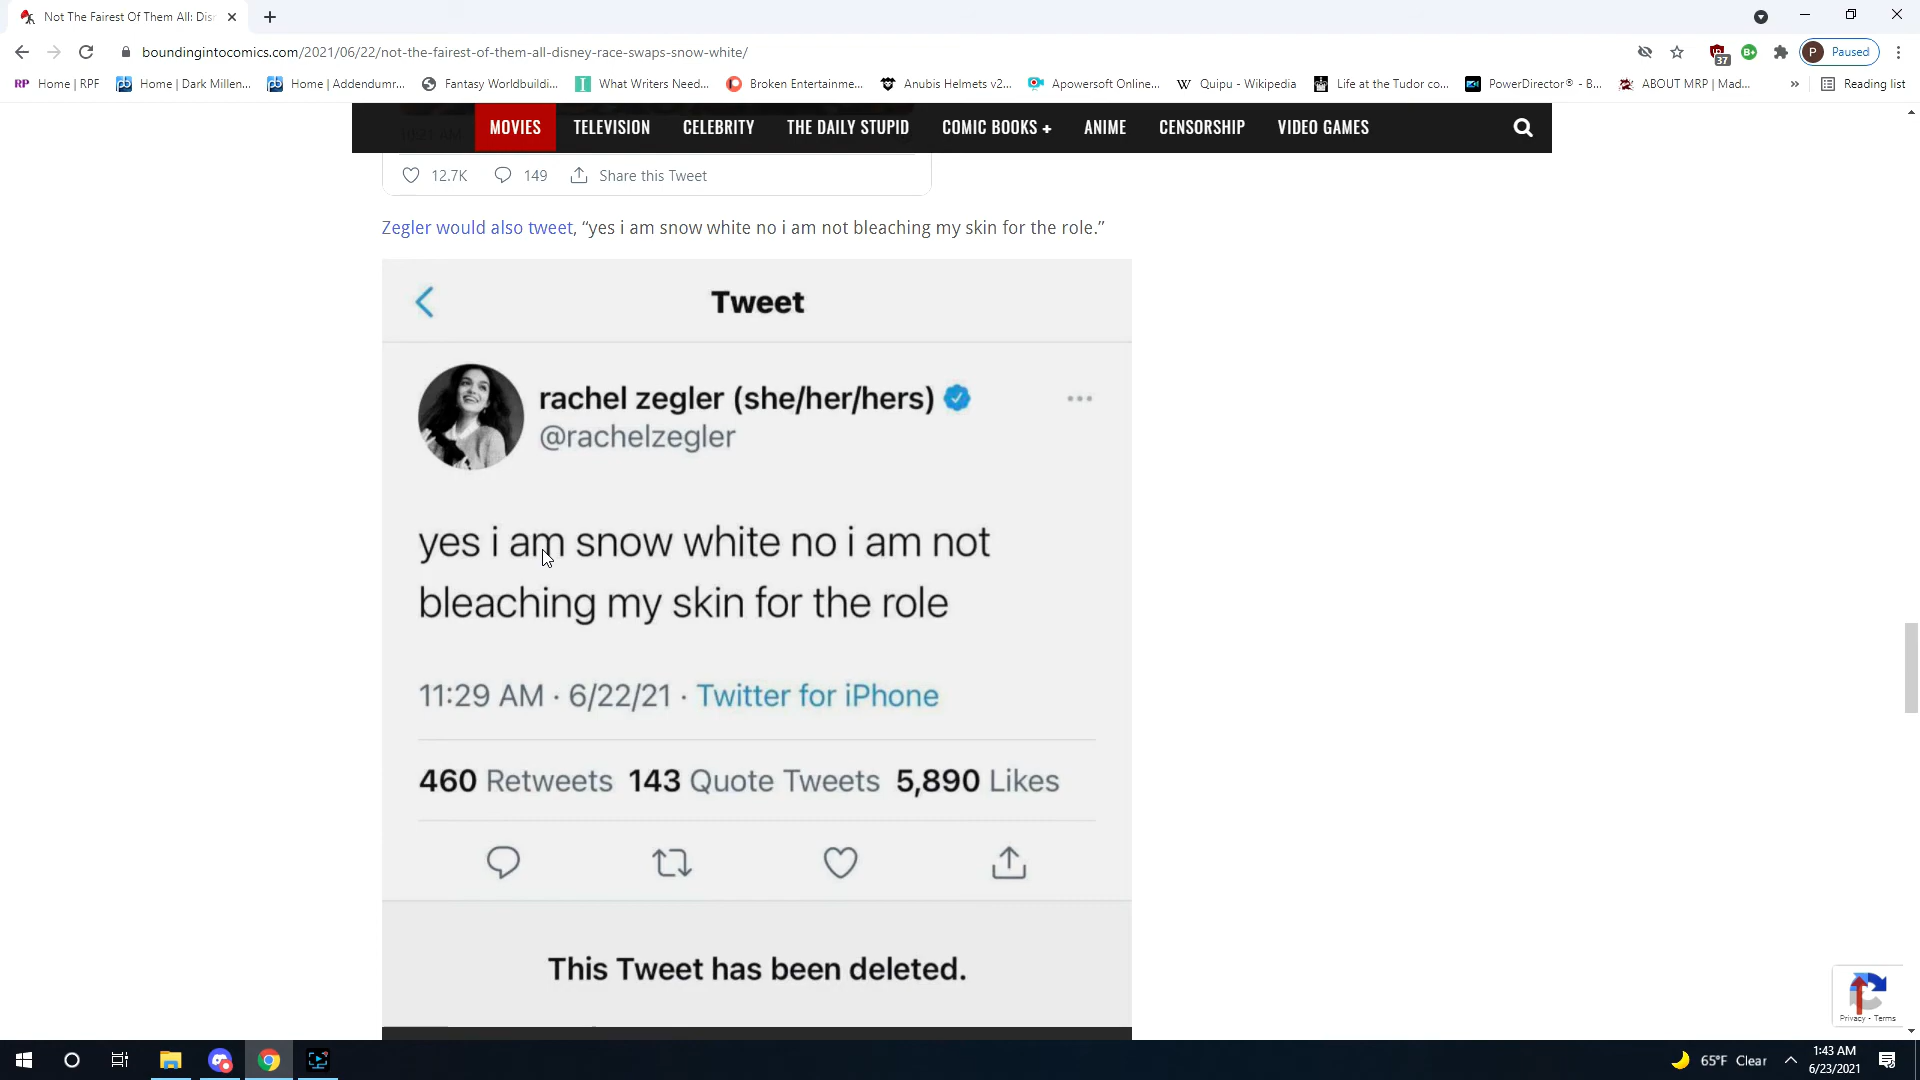 Not The Fairest Of Them All: Dis
boundingintocomics.com/2021/06/22/not-the-fairest-of-them-all-disney-race-swaps-snow-white/
37
P Paused
RP Home | RPF
Home | Dark Millen...
Home | Addendumr...
Fantasy Worldbuildi...
What Writers Need...
Broken Entertainme...
Anubis Helmets v2...
Apowersoft Online...
W Quipu - Wikipedia
Life at the Tudor co...
PowerDirector® - B...
ABOUT MRP | Mad...
» Reading list
MOVIES TELEVISION CELEBRITY THE DAILY STUPID COMIC BOOKS + ANIME CENSORSHIP VIDEO GAMES
12.7K 149 Share this Tweet
Zegler would also tweet, “yes i am snow white no i am not bleaching my skin for the role.”
Tweet
rachel zegler (she/her/hers)
@rachelzegler
yes i am snow white no i am not
bleaching my skin for the role
11:29 AM · 6/22/21 · Twitter for iPhone
460 Retweets 143 Quote Tweets 5,890 Likes
This Tweet has been deleted.
Privacy - Terms
65°F Clear
1:43 AM
6/23/2021